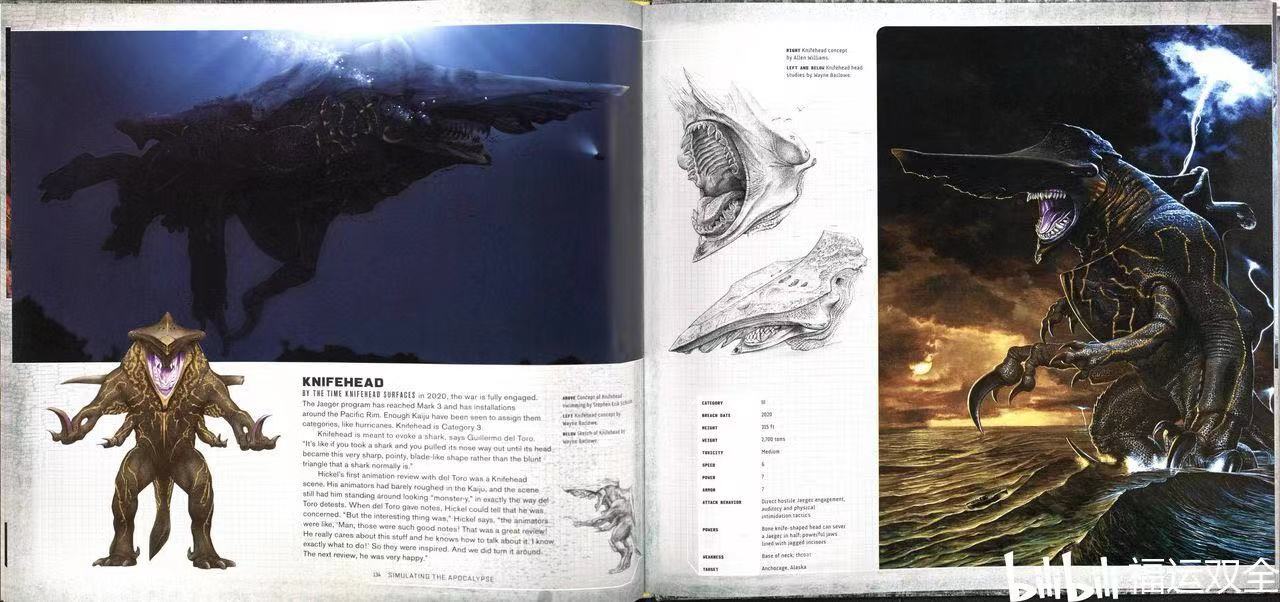 KNIFEHEAD
BY THE TIME KNIFEHEAD SURFACES in 2020, the war is fully engaged.
The Jaeger program has reached Mark 3 and has installations
around the Pacific Rim. Enough Kaiju have been seen to assign them
categories, like hurricanes. Knifehead is Category 3.
Knifehead is meant to evoke a shark, says Guillermo del Toro.
"It's like if you took a shark and you pulled its nose way out until its head
became this very sharp, pointy, blade-like shape rather than the blunt
triangle that a shark normally is."
Hickel's first animation review with del Toro was a Knifehead
scene. His animators had barely roughed in the Kaiju, and the scene
still had him standing around looking "monster-y," in exactly the way del
Toro detests. When del Toro gave notes, Hickel could tell that he was
concerned. "But the interesting thing was," Hickel says, "the animators
were like, 'Man, those were such good notes! That was a great review!
He really cares about this stuff and he knows how to talk about it. I know
exactly what to do!' So they were inspired. And we did turn it around.
The next review, he was very happy."
ABOVE Concept of Knifehead
swimming by Stephen
LEFT Knifehead concept by
Wayne Barlowe.
BELOW Sketch of Knifehead by
Wayne Barlowe.
134 SIMULATING THE APOCALYPSE
RIGHT Knifehead concept
by Allen Williams.
LEFT AND BELOW Knifehead head
studies by Wayne Barlowe.
CATEGORY III
BREACH DATE 2020
HEIGHT 315 ft
WEIGHT 2,700 tons
TOXICITY Medium
SPEED 6
POWER 7
ARMOR 7
ATTACK BEHAVIOR Direct hostile Jaeger engagement,
auditory and physical
intimidation tactics
POWERS Bone knife-shaped head can sever
a Jaeger in half; powerful jaws
lined with jagged incisors
WEAKNESS Base of neck; throat
TARGET Anchorage, Alaska
bilibili 福运双全